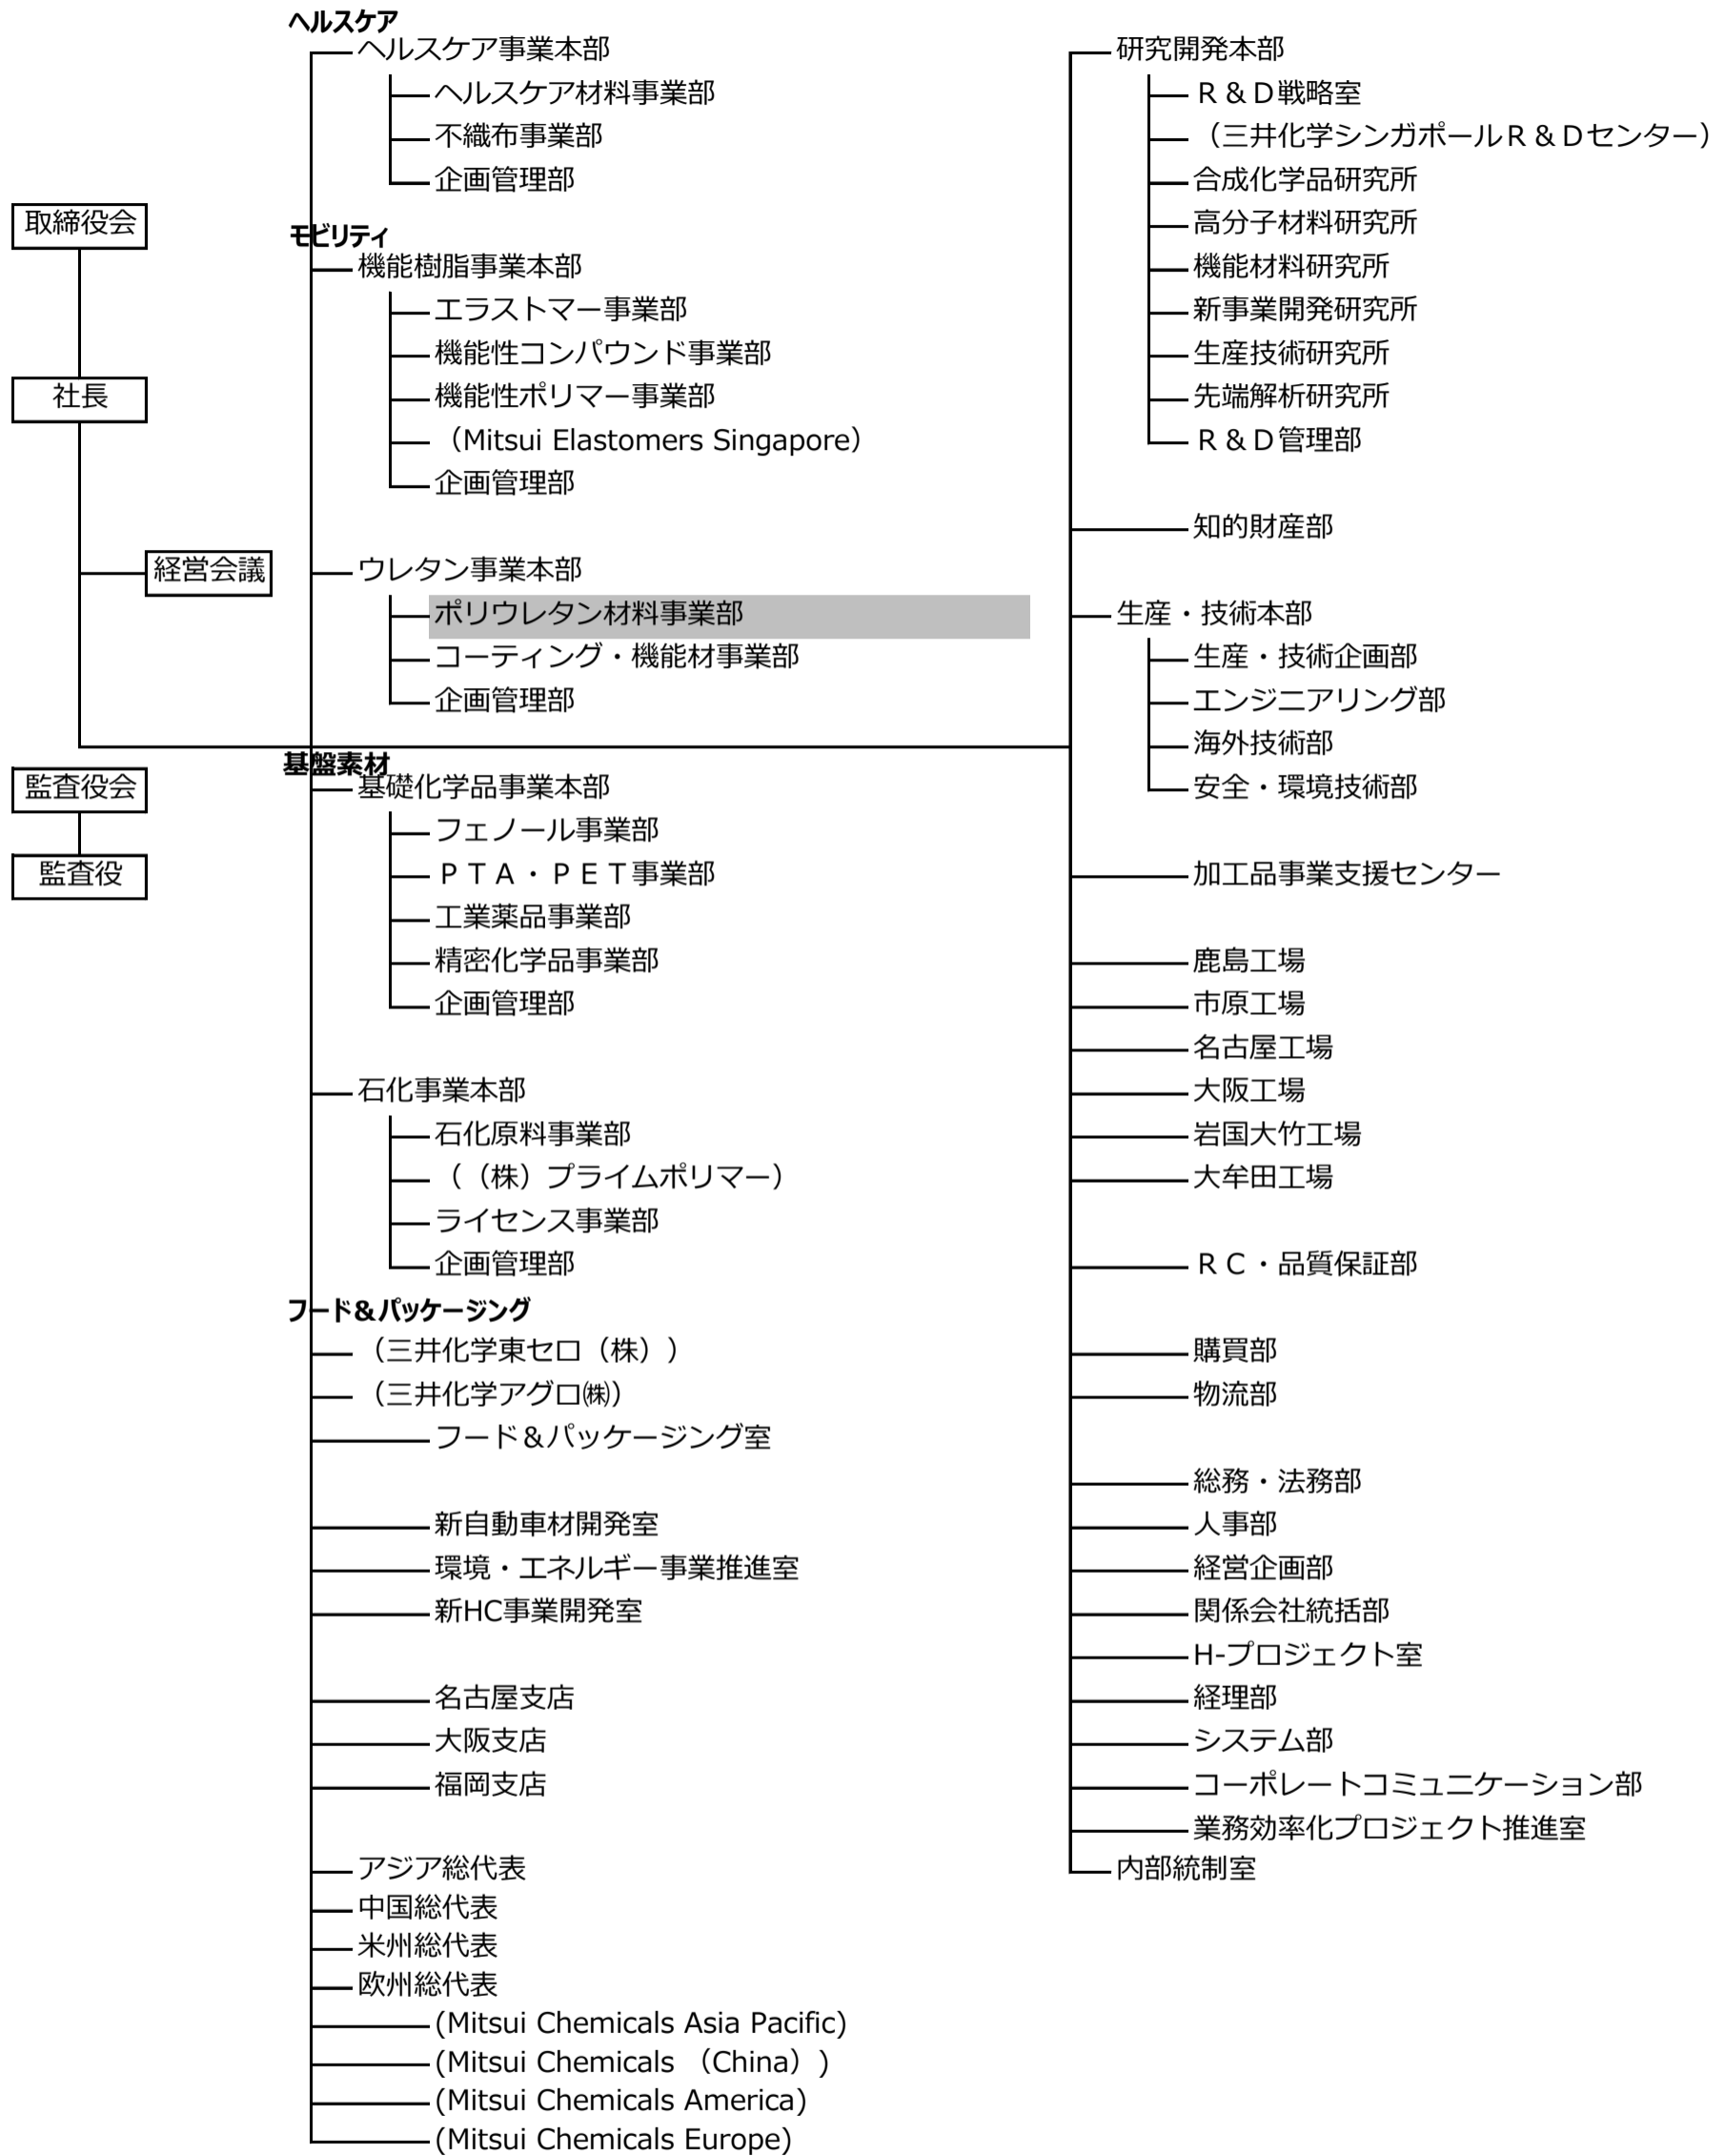 取締役会
社長
経営会議
監査役会
監査役
ヘルスケア
ヘルスケア事業本部
ヘルスケア材料事業部
不織布事業部
企画管理部
モビリティ
機能樹脂事業本部
エラストマー事業部
機能性コンパウンド事業部
機能性ポリマー事業部
（Mitsui Elastomers Singapore）
企画管理部
ウレタン事業本部
ポリウレタン材料事業部
コーティング・機能材事業部
企画管理部
基盤素材
基礎化学品事業本部
フェノール事業部
ＰＴＡ・ＰＥＴ事業部
工業薬品事業部
精密化学品事業部
企画管理部
石化事業本部
石化原料事業部
（（株）プライムポリマー）
ライセンス事業部
企画管理部
フード＆パッケージング
（三井化学東セロ（株））
（三井化学アグロ㈱）
フード＆パッケージング室
新自動車材開発室
環境・エネルギー事業推進室
新HC事業開発室
名古屋支店
大阪支店
福岡支店
アジア総代表
中国総代表
米州総代表
欧州総代表
(Mitsui Chemicals Asia Pacific)
(Mitsui Chemicals （China）)
(Mitsui Chemicals America)
(Mitsui Chemicals Europe)
研究開発本部
Ｒ＆Ｄ戦略室
（三井化学シンガポールＲ＆Ｄセンター）
合成化学品研究所
高分子材料研究所
機能材料研究所
新事業開発研究所
生産技術研究所
先端解析研究所
Ｒ＆Ｄ管理部
知的財産部
生産・技術本部
生産・技術企画部
エンジニアリング部
海外技術部
安全・環境技術部
加工品事業支援センター
鹿島工場
市原工場
名古屋工場
大阪工場
岩国大竹工場
大牟田工場
ＲＣ・品質保証部
購買部
物流部
総務・法務部
人事部
経営企画部
関係会社統括部
H-プロジェクト室
経理部
システム部
コーポレートコミュニケーション部
業務効率化プロジェクト推進室
内部統制室